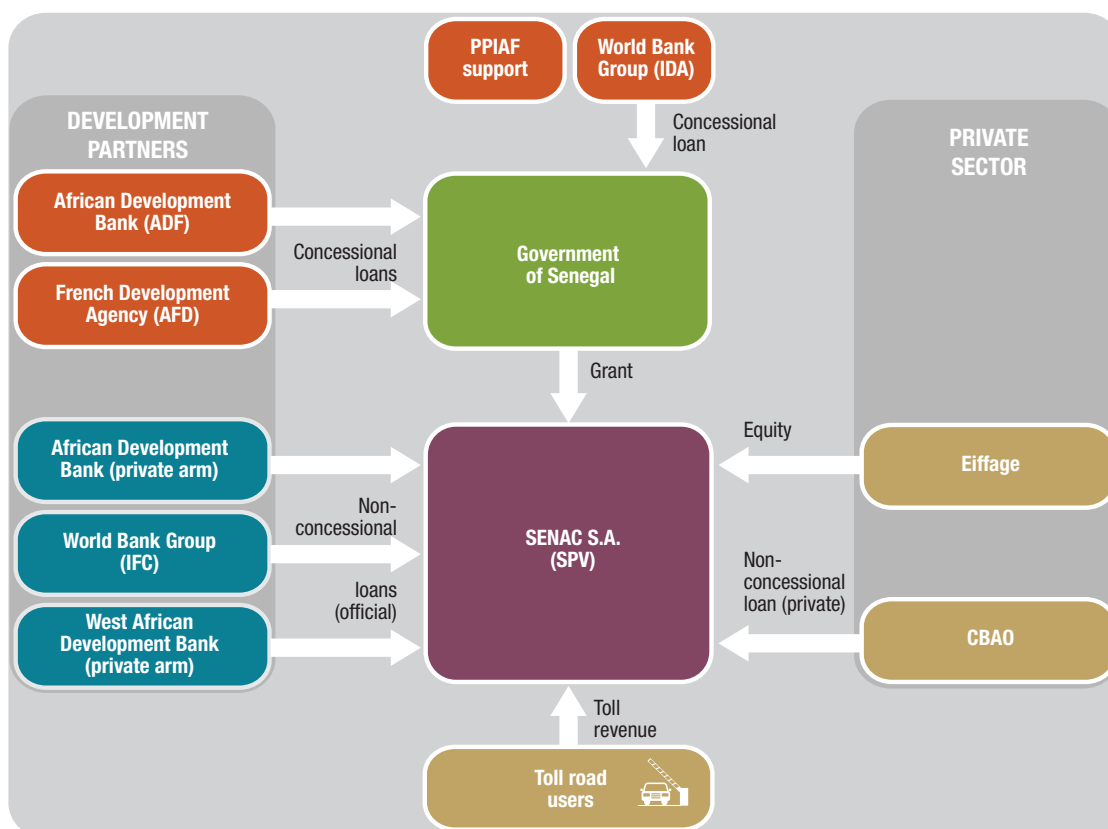 PPIAF
support
World Bank
Group (IDA)
DEVELOPMENT
PARTNERS
Concessional
loan
PRIVATE
SECTOR
African Development
Bank (ADF)
Concessional
loans
French Development
Agency (AFD)
Government
of Senegal
Grant
African Development
Bank (private arm)
Non-
concessional
World Bank Group
(IFC)
loans
(official)
West African
Development Bank
(private arm)
SENAC S.A.
(SPV)
Equity
Eiffage
Non-
concessional
loan (private)
CBAO
Toll
revenue
Toll road
users